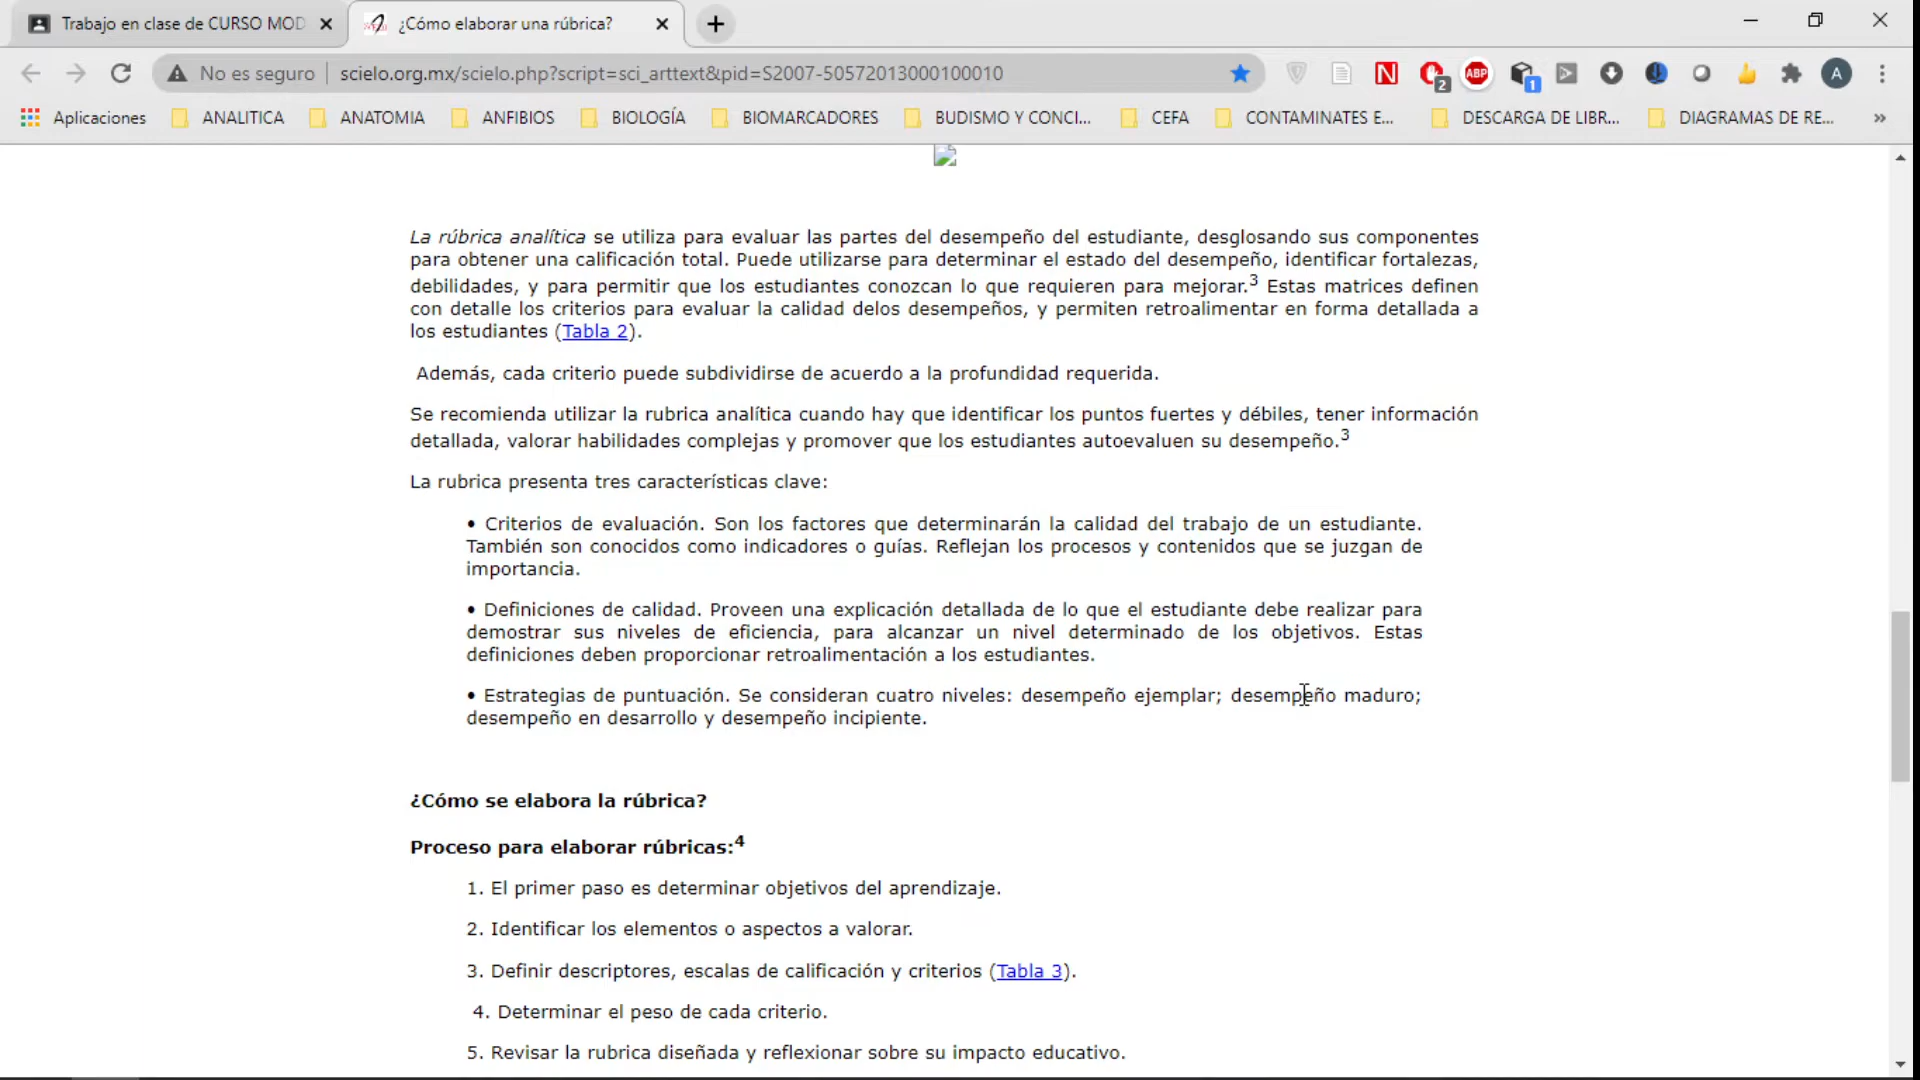 Trabajo en clase de CURSO MOD
¿Cómo elaborar una rúbrica?
No es seguro
scielo.org.mx/scielo.php?script=sci_arttext&pid=S2007-50572013000100010
N
2
ABP
1
A
Aplicaciones
ANALITICA
ANATOMIA
ANFIBIOS
BIOLOGÍA
BIOMARCADORES
BUDISMO Y CONCI...
CEFA
CONTAMINATES E...
DESCARGA DE LIBR...
DIAGRAMAS DE RE...
»
La rúbrica analítica se utiliza para evaluar las partes del desempeño del estudiante, desglosando sus componentes
para obtener una calificación total. Puede utilizarse para determinar el estado del desempeño, identificar fortalezas,
debilidades, y para permitir que los estudiantes conozcan lo que requieren para mejorar.3 Estas matrices definen
con detalle los criterios para evaluar la calidad delos desempeños, y permiten retroalimentar en forma detallada a
los estudiantes (Tabla 2).
Además, cada criterio puede subdividirse de acuerdo a la profundidad requerida.
Se recomienda utilizar la rubrica analítica cuando hay que identificar los puntos fuertes y débiles, tener información
detallada, valorar habilidades complejas y promover que los estudiantes autoevaluen su desempeño.3
La rubrica presenta tres características clave:
• Criterios de evaluación. Son los factores que determinarán la calidad del trabajo de un estudiante.
También son conocidos como indicadores o guías. Reflejan los procesos y contenidos que se juzgan de
importancia.
• Definiciones de calidad. Proveen una explicación detallada de lo que el estudiante debe realizar para
demostrar sus niveles de eficiencia, para alcanzar un nivel determinado de los objetivos. Estas
definiciones deben proporcionar retroalimentación a los estudiantes.
• Estrategias de puntuación. Se consideran cuatro niveles: desempeño ejemplar; desempeño maduro;
desempeño en desarrollo y desempeño incipiente.
¿Cómo se elabora la rúbrica?
Proceso para elaborar rúbricas:4
1. El primer paso es determinar objetivos del aprendizaje.
2. Identificar los elementos o aspectos a valorar.
3. Definir descriptores, escalas de calificación y criterios (Tabla 3).
4. Determinar el peso de cada criterio.
5. Revisar la rubrica diseñada y reflexionar sobre su impacto educativo.